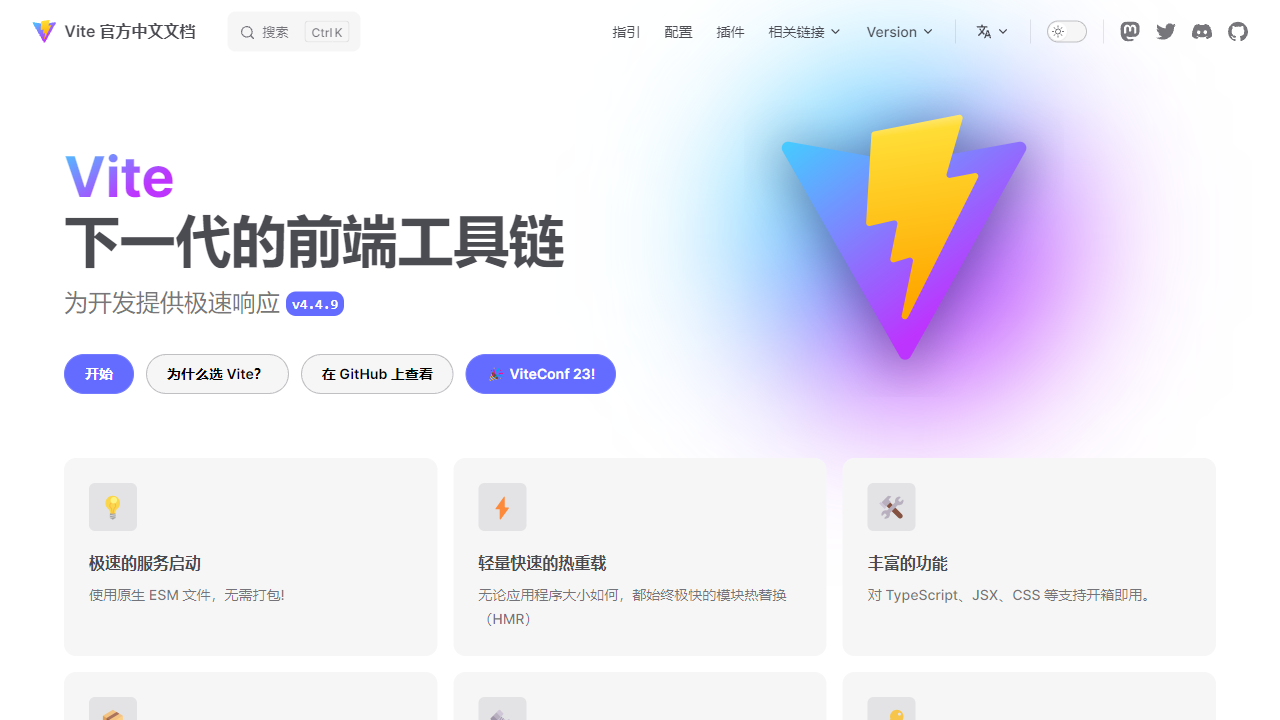 Vite 官方中文文档
搜索 Ctrl K
指引 配置 插件 相关链接 Version
Vite
下一代的前端工具链
为开发提供极速响应 v4.4.9
开始 为什么选 Vite? 在 GitHub 上查看 🎉 ViteConf 23!
极速的服务启动
使用原生 ESM 文件，无需打包!
轻量快速的热重载
无论应用程序大小如何，都始终极快的模块热替换
（HMR）
丰富的功能
对 TypeScript、JSX、CSS 等支持开箱即用。